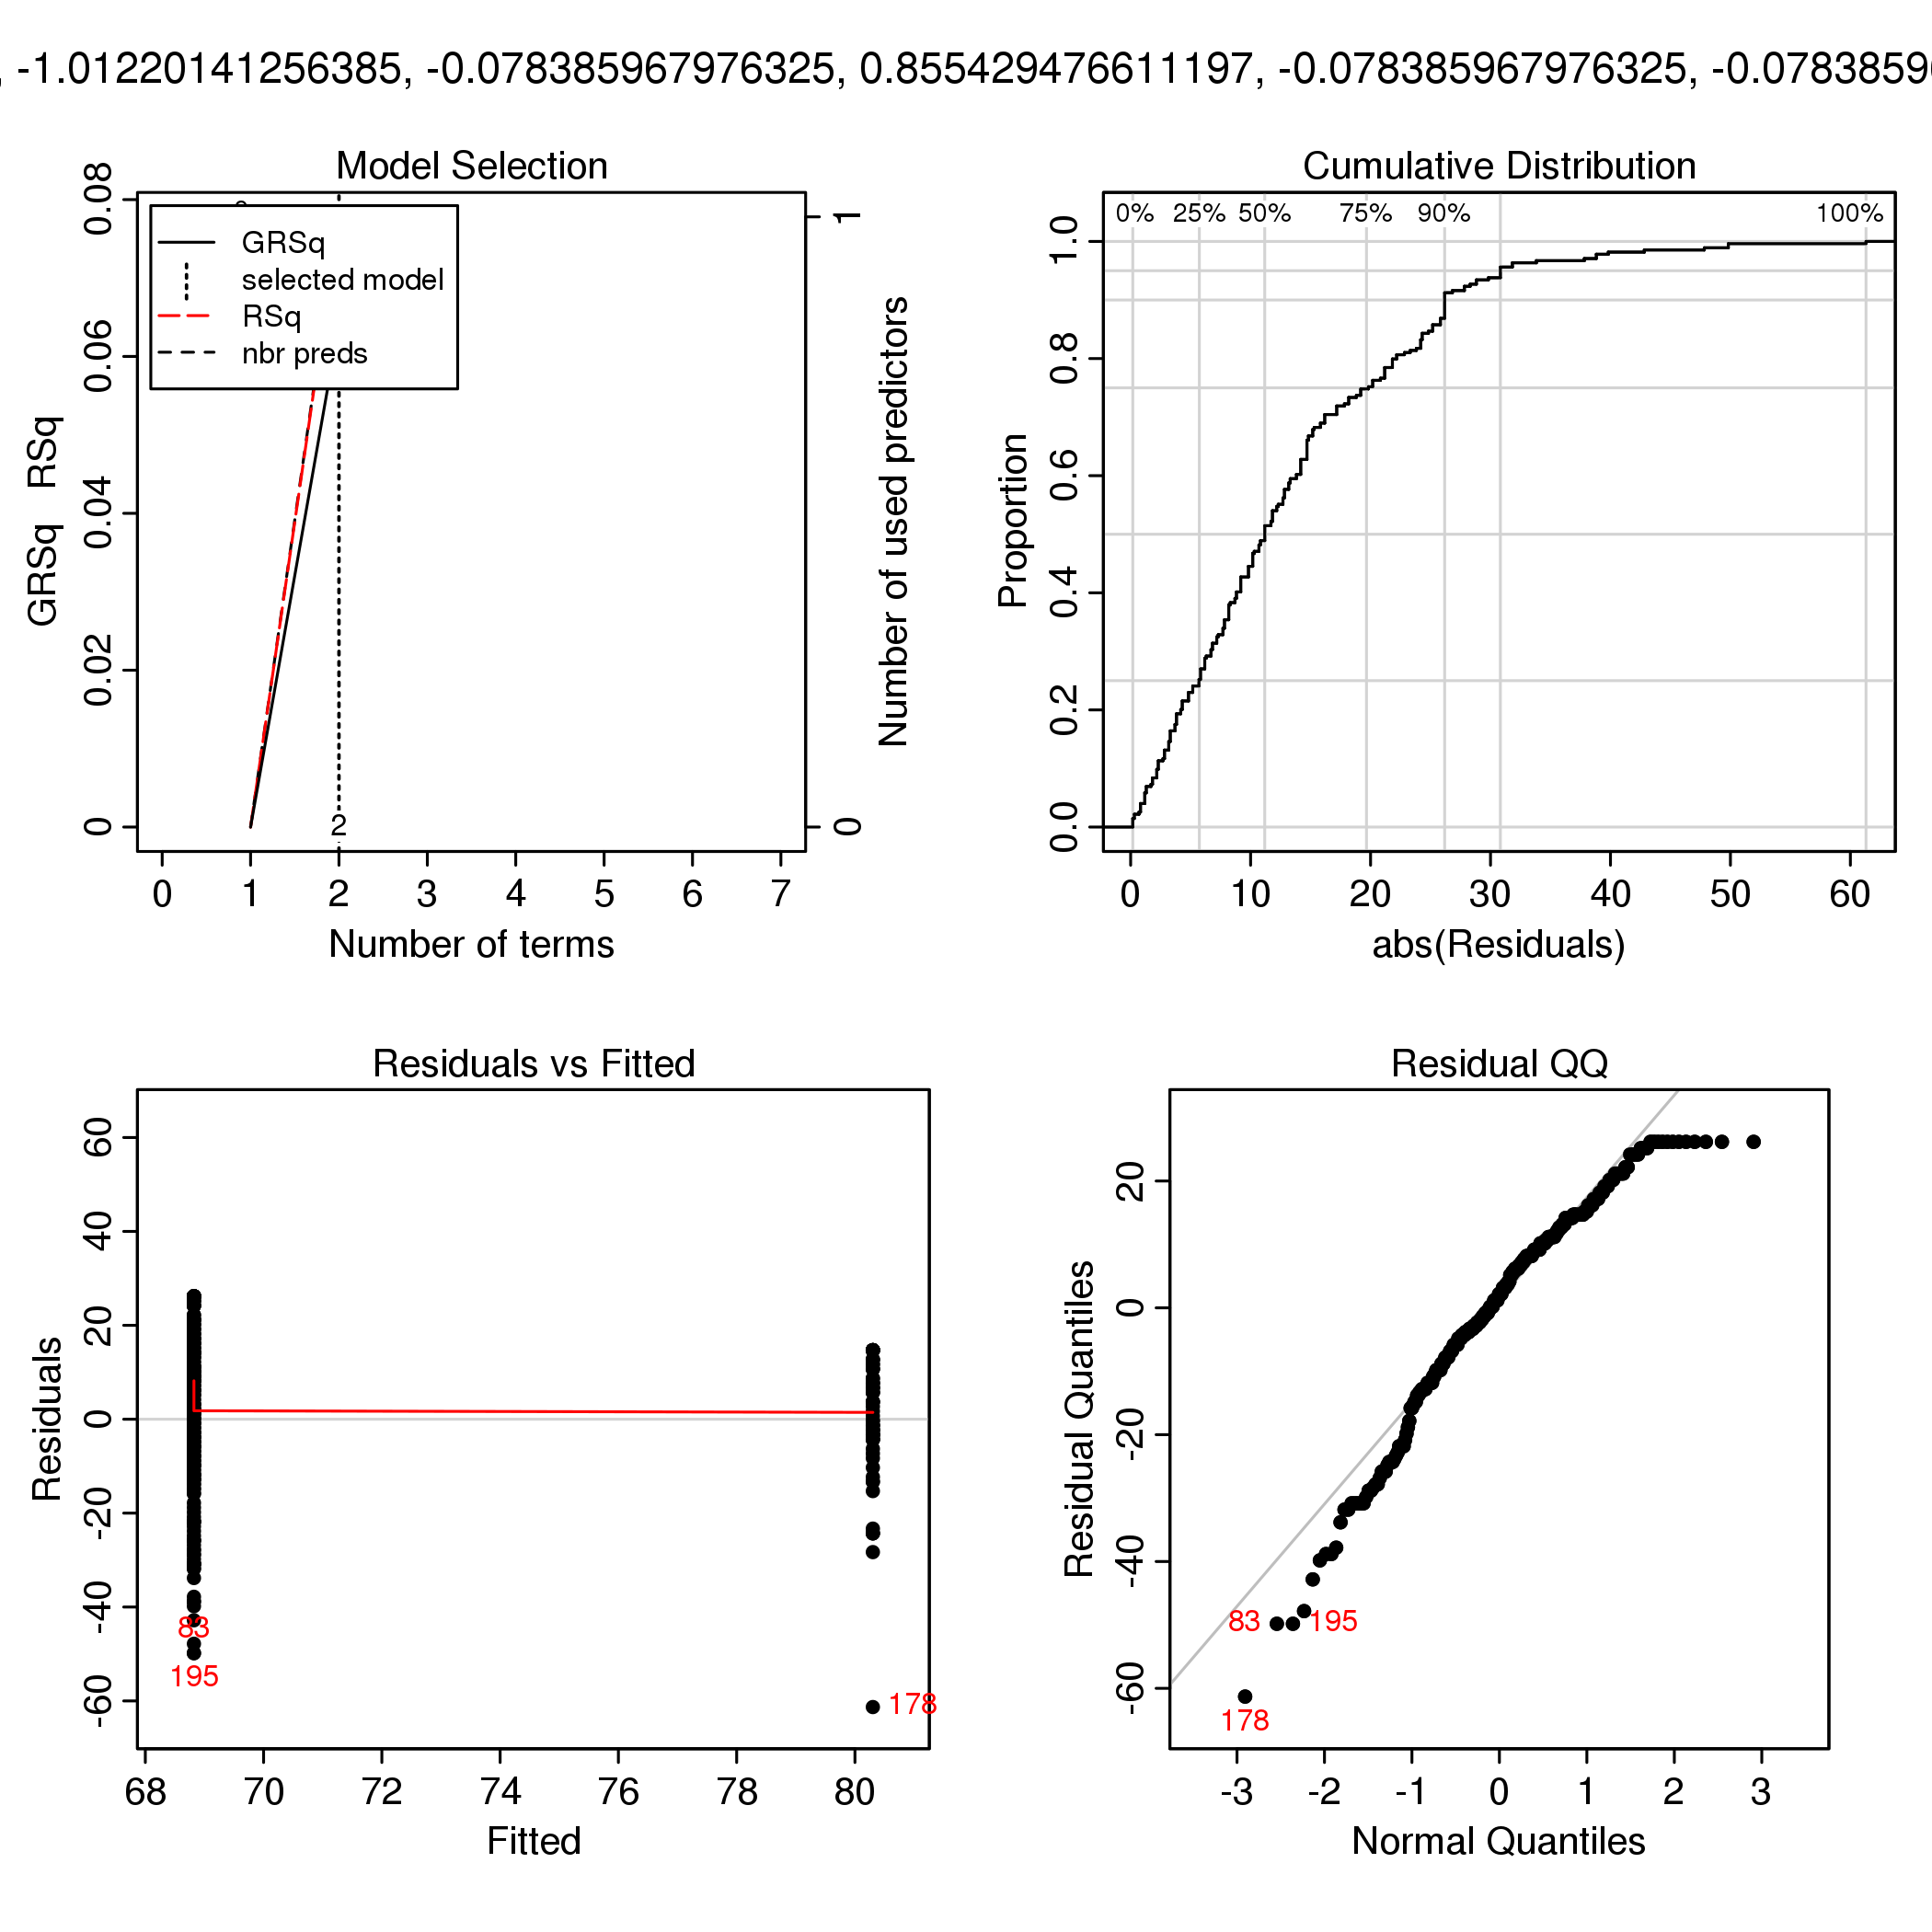 , -1.01220141256385, -0.078385967976325, 0.855429476611197, -0.078385967976325, -0.0783859
Model Selection
0.08
0.06
0.04
0.02
0
GRSq RSq
GRSq
selected model
RSq
nbr preds
2
1
0
Number of used predictors
0 1 2 3 4 5 6 7
Number of terms
Cumulative Distribution
0% 25% 50% 75% 90% 100%
1.0
0.8
0.6
0.4
0.2
0.0
Proportion
0 10 20 30 40 50 60
abs(Residuals)
Residuals vs Fitted
60
40
20
0
-20
-40
-60
Residuals
83
195
178
68 70 72 74 76 78 80
Fitted
Residual QQ
20
0
-20
-40
-60
Residual Quantiles
83 195
178
-3 -2 -1 0 1 2 3
Normal Quantiles